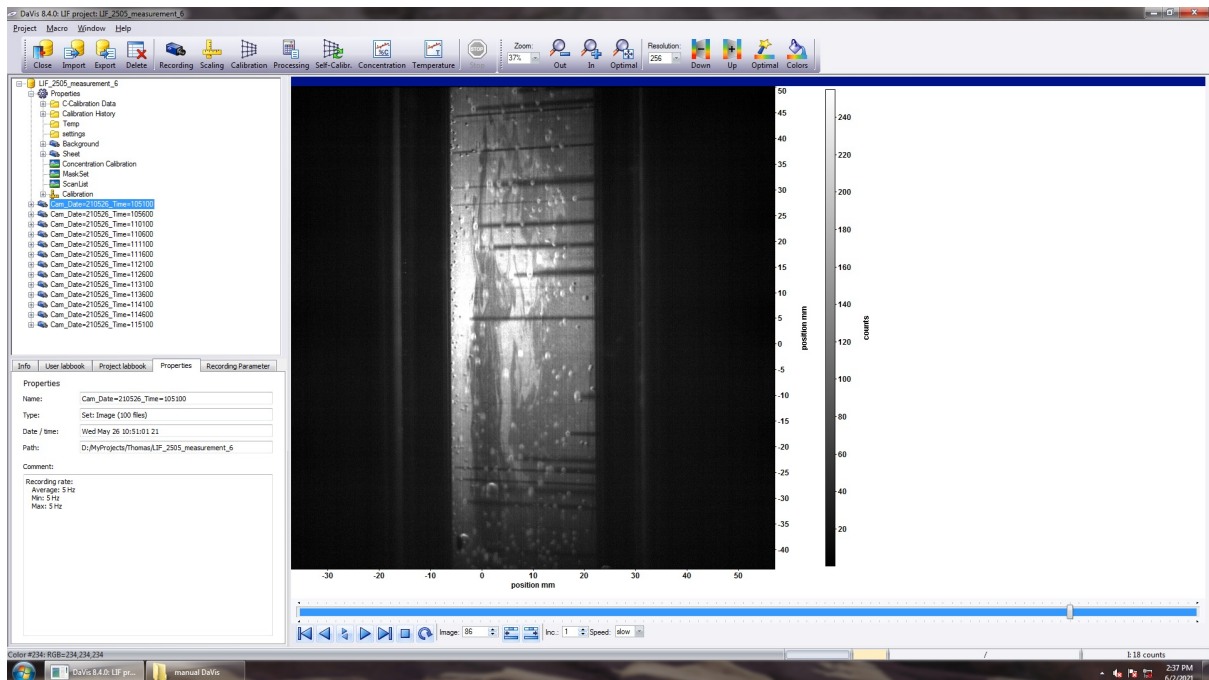 DaVis 8.4.0: LIF project: LIF_2505_measurement_6
Project Macro Window Help
Close Import Export Delete Recording Scaling Calibration Processing Self-Calibr. Concentration Temperature Stop
Zoom:
37%
Out In Optimal
Resolution:
256
Down Up Optimal Colors
LIF_2505_measurement_6
Properties
C-Calibration Data
Calibration History
Temp
settings
Background
Sheet
Concentration Calibration
MaskSet
ScanList
Calibration
Cam_Date=210526_Time=105100
Cam_Date=210526_Time=105600
Cam_Date=210526_Time=110100
Cam_Date=210526_Time=110600
Cam_Date=210526_Time=111100
Cam_Date=210526_Time=111600
Cam_Date=210526_Time=112100
Cam_Date=210526_Time=112600
Cam_Date=210526_Time=113100
Cam_Date=210526_Time=113600
Cam_Date=210526_Time=114100
Cam_Date=210526_Time=114600
Cam_Date=210526_Time=115100
Info User labbook Project labbook Properties Recording Parameter
Properties
Name: Cam_Date=210526_Time=105100
Type: Set: Image (100 files)
Date / time: Wed May 26 10:51:01 21
Path: D:/MyProjects/Thomas/LIF_2505_measurement_6
Comment:
Recording rate:
Average: 5 Hz
Min: 5 Hz
Max: 5 Hz
50
45
40
35
30
25
20
15
10
5
0
-5
-10
-15
-20
-25
-30
-35
-40
position mm
240
220
200
180
160
140
120
100
80
60
40
20
counts
-30 -20 -10 0 10 20 30 40 50
position mm
Image: 86 Inc.: 1 Speed: slow
Color #234: RGB=234,234,234 / I: 18 counts
DaVis 8.4.0: LIF pr... manual DaVis
2:37 PM
6/2/2021